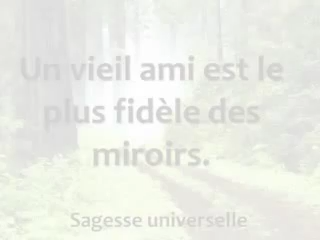 Un vieil ami est le
plus fidèle des
miroirs.
Sagesse universelle